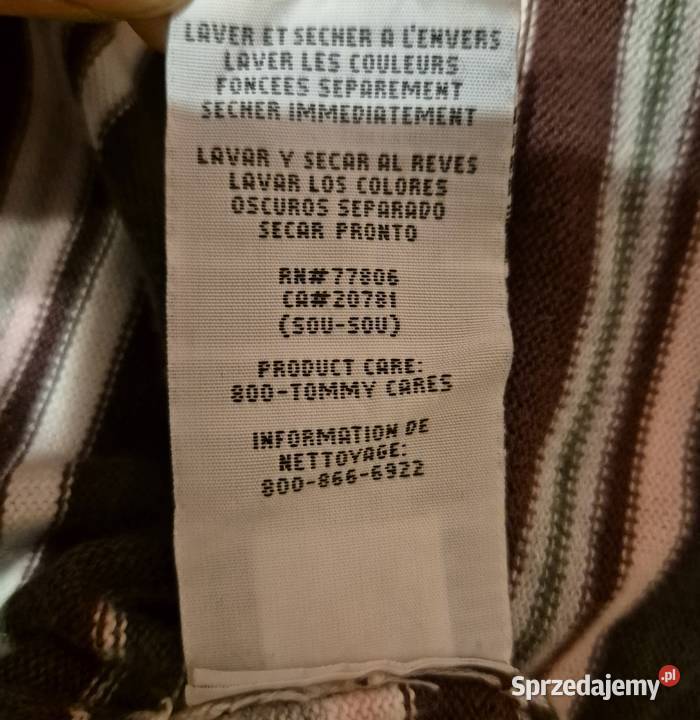 LAVER ET SECHER A L'ENVERS
LAVER LES COULEURS
FONCEES SEPAREMENT
SECHER IMMEDIATEMENT
LAVAR Y SECAR AL REVES
LAVAR LOS COLORES
OSCUROS SEPARADO
SECAR PRONTO
RN#77806
CA#20781
(SOU-SOU)
PRODUCT CARE:
800-TOMMY CARES
INFORMATION DE
NETTOYAGE:
800-866-6922
Sprzedajemy.pl